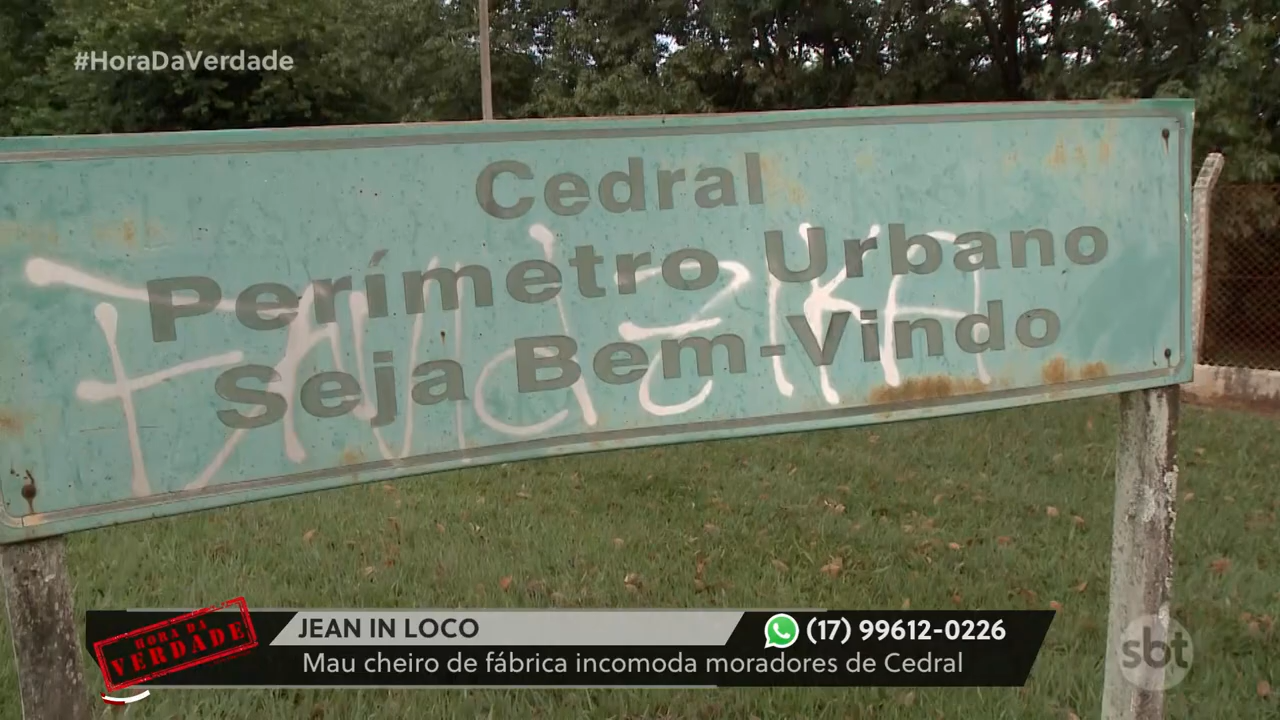 #HoraDaVerdade
Cedral
Perímetro Urbano
Seja Bem-Vindo
HORA DA
VERDADE
JEAN IN LOCO
(17) 99612-0226
Mau cheiro de fábrica incomoda moradores de Cedral
sbt